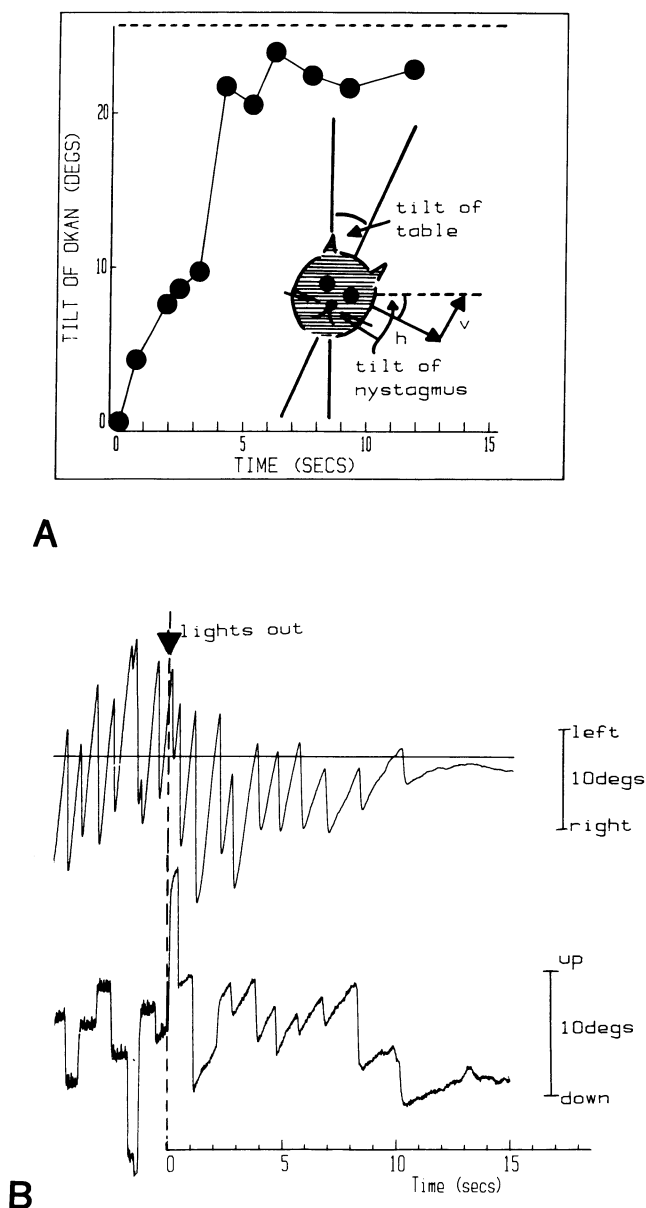 TILT OF OKAN (DEGS)
20
10
0
tilt of
table
h
v
tilt of
nystagmus
0
5
10
15
TIME (SECS)
A
lights out
left
10degs
right
up
10degs
down
0
5
10
15
Time (secs)
B